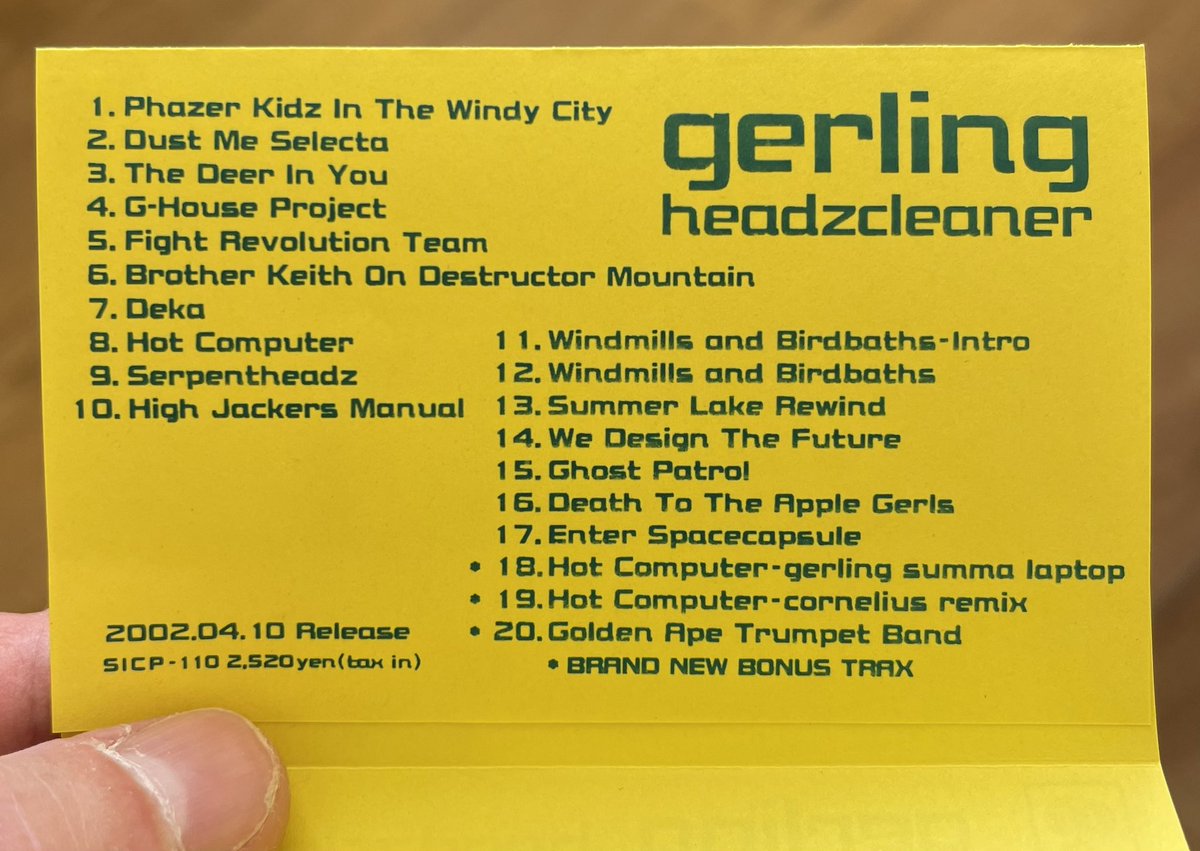 gerling
headzcleaner
1. Phazer Kidz In The Windy City
2. Dust Me Selecta
3. The Deer In You
4. G-House Project
5. Fight Revolution Team
6. Brother Keith On Destructor Mountain
7. Deka
8. Hot Computer
9. Serpentheadz
10. High Jackers Manual
11. Windmills and Birdbaths-Intro
12. Windmills and Birdbaths
13. Summer Lake Rewind
14. We Design The Future
15. Ghost Patrol
16. Death To The Apple Gerls
17. Enter Spacecapsule
• 18. Hot Computer-gerling summa laptop
• 19. Hot Computer-cornelius remix
• 20. Golden Ape Trumpet Band
• BRAND NEW BONUS TRAX
2002.04.10 Release
SICP-110 2,520yen(tax in)